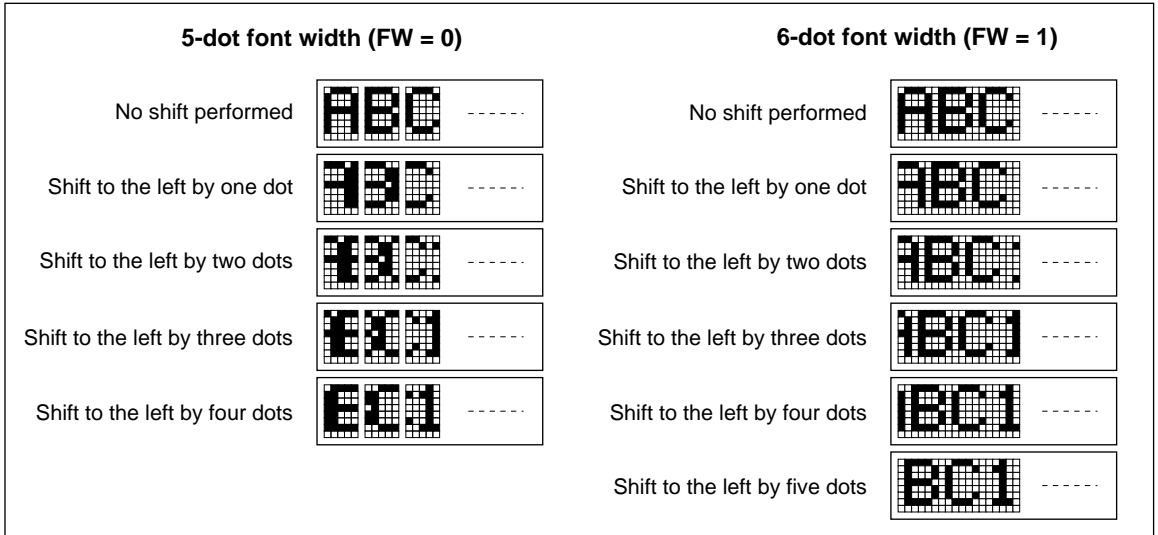 5-dot font width (FW = 0)
No shift performed
ABC
Shift to the left by one dot
Shift to the left by two dots
Shift to the left by three dots
Shift to the left by four dots
6-dot font width (FW = 1)
No shift performed
ABC
Shift to the left by one dot
Shift to the left by two dots
Shift to the left by three dots
Shift to the left by four dots
Shift to the left by five dots
BC1